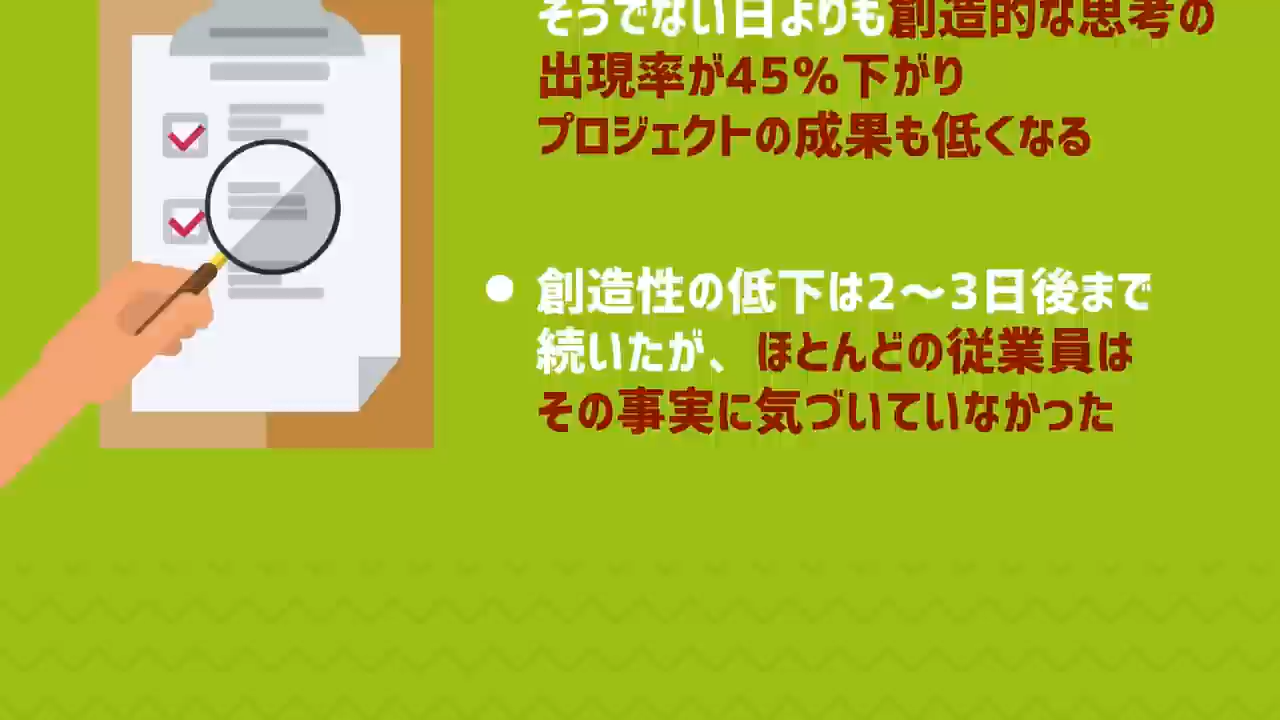 そうでない日よりも創造的な思考の
出現率が45%下がり
プロジェクトの成果も低くなる
● 創造性の低下は2～3日後まで
続いたが、ほとんどの従業員は
その事実に気づいていなかった